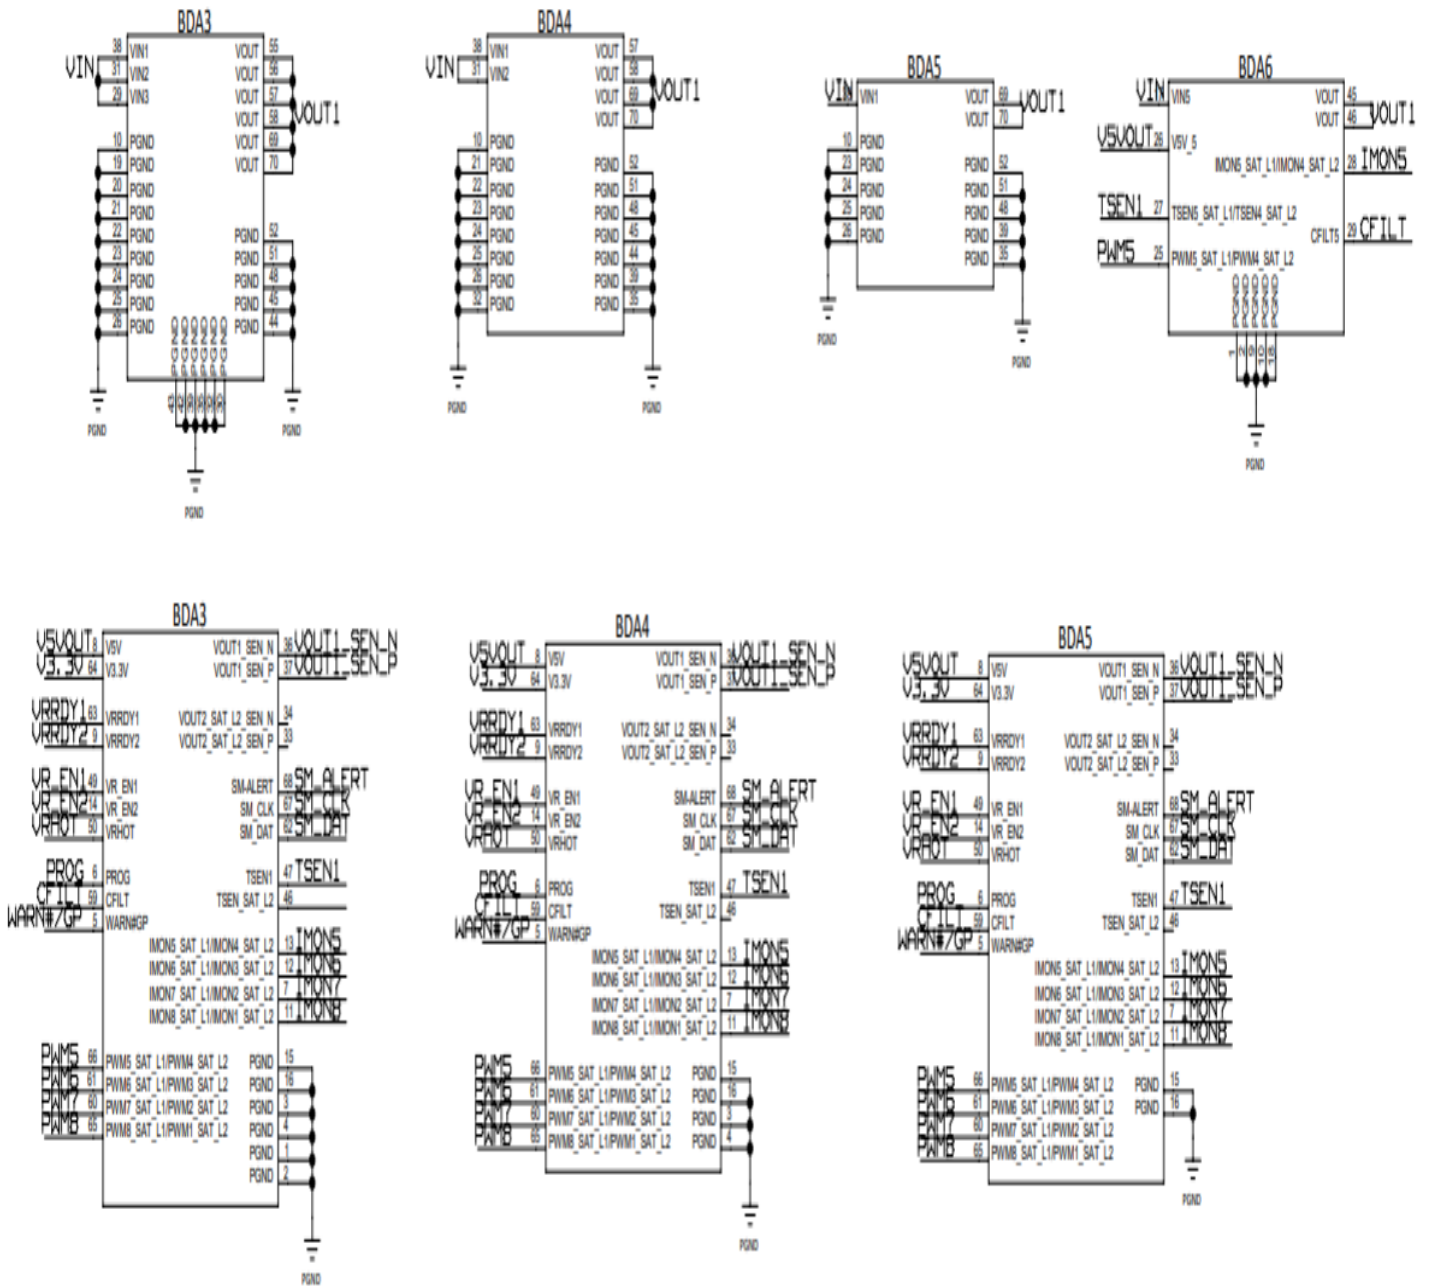 BDA3
VIN
38 VIN1
31 VIN2
29 VIN3
VOUT 55
VOUT 56
VOUT 57
VOUT 58
VOUT 69
VOUT 70
VOUT1
10 PGND
19 PGND
20 PGND
21 PGND
22 PGND
23 PGND
24 PGND
25 PGND
26 PGND
PGND 52
PGND 51
PGND 48
PGND 45
PGND 44
PGND PGND PGND PGND PGND PGND
PGND
PGND
PGND
BDA4
VIN
38 VIN1
31 VIN2
VOUT 57
VOUT 58
VOUT 69
VOUT 70
VOUT1
10 PGND
21 PGND
22 PGND
23 PGND
24 PGND
25 PGND
26 PGND
32 PGND
PGND 52
PGND 51
PGND 48
PGND 45
PGND 44
PGND 39
PGND 35
PGND
PGND
BDA5
VIN
VIN1
VOUT 69
VOUT 70
VOUT1
10 PGND
23 PGND
24 PGND
25 PGND
26 PGND
PGND 52
PGND 51
PGND 48
PGND 39
PGND 35
PGND
PGND
BDA6
VIN VIN5
V5VOUT 26 V5V_5
TSEN1 27 TSEN5_SAT_L1/TSEN4_SAT_L2
PWM5 25 PWM5_SAT_L1/PWM4_SAT_L2
VOUT 45
VOUT 46
VOUT1
IMON5_SAT_L1/IMON4_SAT_L2 28 IMON5
CFILT5 29 CFILT
PGND PGND PGND PGND PGND
1 2 9 10 16
PGND
BDA3
V5VOUT 8 V5V
V3.3V 64 V3.3V
VRRDY1 63 VRRDY1
VRRDY2 9 VRRDY2
VR_EN1 49 VR_EN1
VR_EN2 14 VR_EN2
VRHOT 50 VRHOT
PROG 6 PROG
CFILT 59 CFILT
WARN#/GP 5 WARN#GP
PWM5 66 PWM5_SAT_L1/PWM4_SAT_L2
PWM6 61 PWM6_SAT_L1/PWM3_SAT_L2
PWM7 60 PWM7_SAT_L1/PWM2_SAT_L2
PWM8 65 PWM8_SAT_L1/PWM1_SAT_L2
VOUT1_SEN_N 36 VOUT1_SEN_N
VOUT1_SEN_P 37 VOUT1_SEN_P
VOUT2_SAT_L2_SEN_N 34
VOUT2_SAT_L2_SEN_P 33
SM-ALERT 68 SM_ALERT
SM_CLK 67 SM_CLK
SM_DAT 62 SM_DAT
TSEN1 47 TSEN1
TSEN_SAT_L2 46
IMON5_SAT_L1/IMON4_SAT_L2 13 IMON5
IMON6_SAT_L1/IMON3_SAT_L2 12 IMON6
IMON7_SAT_L1/IMON2_SAT_L2 7 IMON7
IMON8_SAT_L1/IMON1_SAT_L2 11 IMON8
PGND 15
PGND 16
PGND 3
PGND 4
PGND 1
PGND 2
PGND
BDA4
V5VOUT 8 V5V
V3.3V 64 V3.3V
VRRDY1 63 VRRDY1
VRRDY2 9 VRRDY2
VR_EN1 49 VR_EN1
VR_EN2 14 VR_EN2
VRHOT 50 VRHOT
PROG 6 PROG
CFILT 59 CFILT
WARN#/GP 5 WARN#GP
PWM5 66 PWM5_SAT_L1/PWM4_SAT_L2
PWM6 61 PWM6_SAT_L1/PWM3_SAT_L2
PWM7 60 PWM7_SAT_L1/PWM2_SAT_L2
PWM8 65 PWM8_SAT_L1/PWM1_SAT_L2
VOUT1_SEN_N 36 VOUT1_SEN_N
VOUT1_SEN_P 37 VOUT1_SEN_P
VOUT2_SAT_L2_SEN_N 34
VOUT2_SAT_L2_SEN_P 33
SM-ALERT 68 SM_ALERT
SM_CLK 67 SM_CLK
SM_DAT 62 SM_DAT
TSEN1 47 TSEN1
TSEN_SAT_L2 46
IMON5_SAT_L1/IMON4_SAT_L2 13 IMON5
IMON6_SAT_L1/IMON3_SAT_L2 12 IMON6
IMON7_SAT_L1/IMON2_SAT_L2 7 IMON7
IMON8_SAT_L1/IMON1_SAT_L2 11 IMON8
PGND 15
PGND 16
PGND 3
PGND 4
PGND
BDA5
V5VOUT 8 V5V
V3.3V 64 V3.3V
VRRDY1 63 VRRDY1
VRRDY2 9 VRRDY2
VR_EN1 49 VR_EN1
VR_EN2 14 VR_EN2
VRHOT 50 VRHOT
PROG 6 PROG
CFILT 59 CFILT
WARN#/GP 5 WARN#GP
PWM5 66 PWM5_SAT_L1/PWM4_SAT_L2
PWM6 61 PWM6_SAT_L1/PWM3_SAT_L2
PWM7 60 PWM7_SAT_L1/PWM2_SAT_L2
PWM8 65 PWM8_SAT_L1/PWM1_SAT_L2
VOUT1_SEN_N 36 VOUT1_SEN_N
VOUT1_SEN_P 37 VOUT1_SEN_P
VOUT2_SAT_L2_SEN_N 34
VOUT2_SAT_L2_SEN_P 33
SM-ALERT 68 SM_ALERT
SM_CLK 67 SM_CLK
SM_DAT 62 SM_DAT
TSEN1 47 TSEN1
TSEN_SAT_L2 46
IMON5_SAT_L1/IMON4_SAT_L2 13 IMON5
IMON6_SAT_L1/IMON3_SAT_L2 12 IMON6
IMON7_SAT_L1/IMON2_SAT_L2 7 IMON7
IMON8_SAT_L1/IMON1_SAT_L2 11 IMON8
PGND 15
PGND 16
PGND